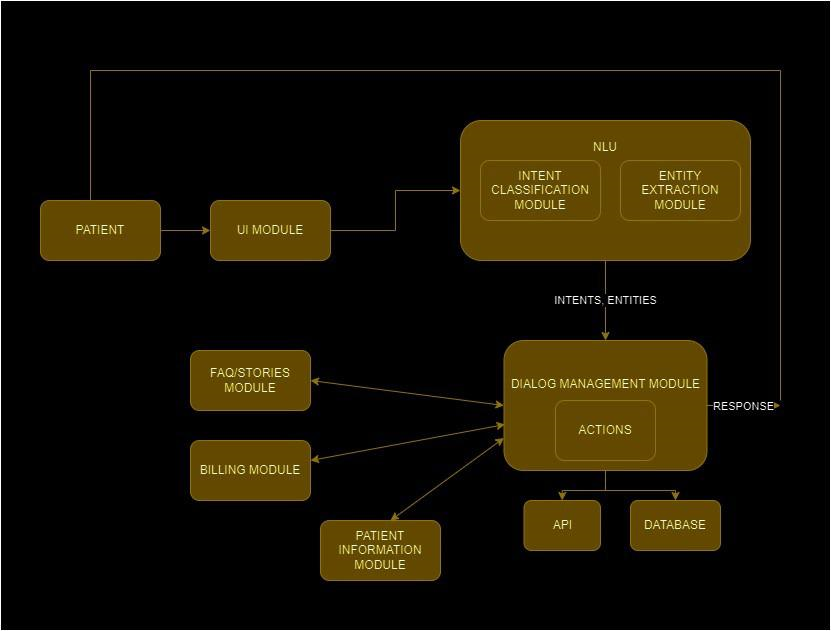 NLU
INTENT
CLASSIFICATION
MODULE
ENTITY
EXTRACTION
MODULE
PATIENT
UI MODULE
INTENTS, ENTITIES
FAQ/STORIES
MODULE
DIALOG MANAGEMENT MODULE
ACTIONS
RESPONSE
BILLING MODULE
PATIENT
INFORMATION
MODULE
API
DATABASE